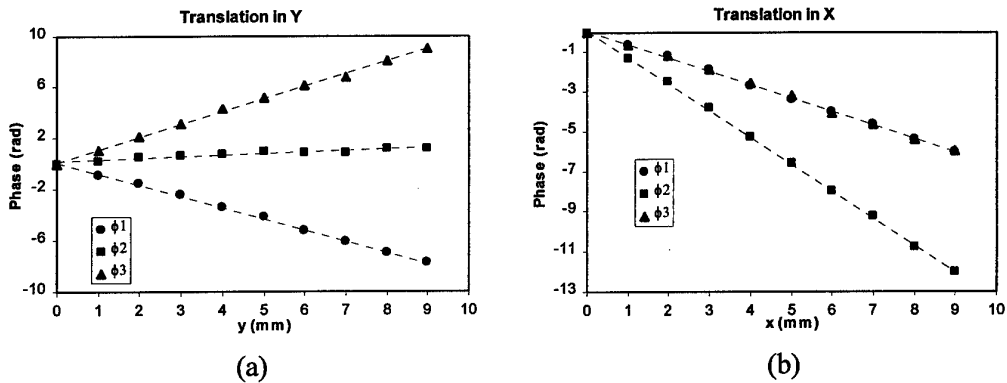 Translation in Y
10
6
2
-2
-6
-10
Phase (rad)
ϕ1
ϕ2
ϕ3
0 1 2 3 4 5 6 7 8 9 10
y (mm)
(a)
Translation in X
-1
-3
-5
-7
-9
-11
-13
Phase (rad)
ϕ1
ϕ2
ϕ3
0 1 2 3 4 5 6 7 8 9 10
x (mm)
(b)